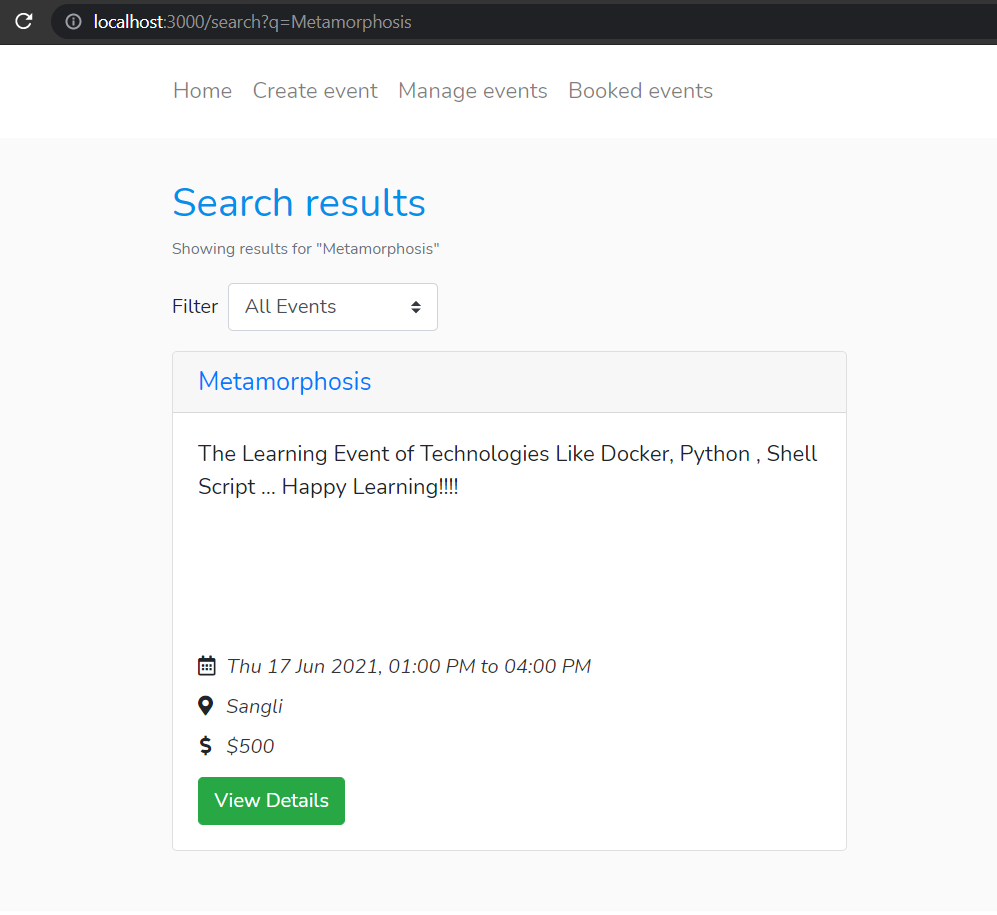 localhost:3000/search?q=Metamorphosis
Home Create event Manage events Booked events
Search results
Showing results for "Metamorphosis"
Filter All Events
Metamorphosis
The Learning Event of Technologies Like Docker, Python , Shell
Script ... Happy Learning!!!!
Thu 17 Jun 2021, 01:00 PM to 04:00 PM
Sangli
$ $500
View Details